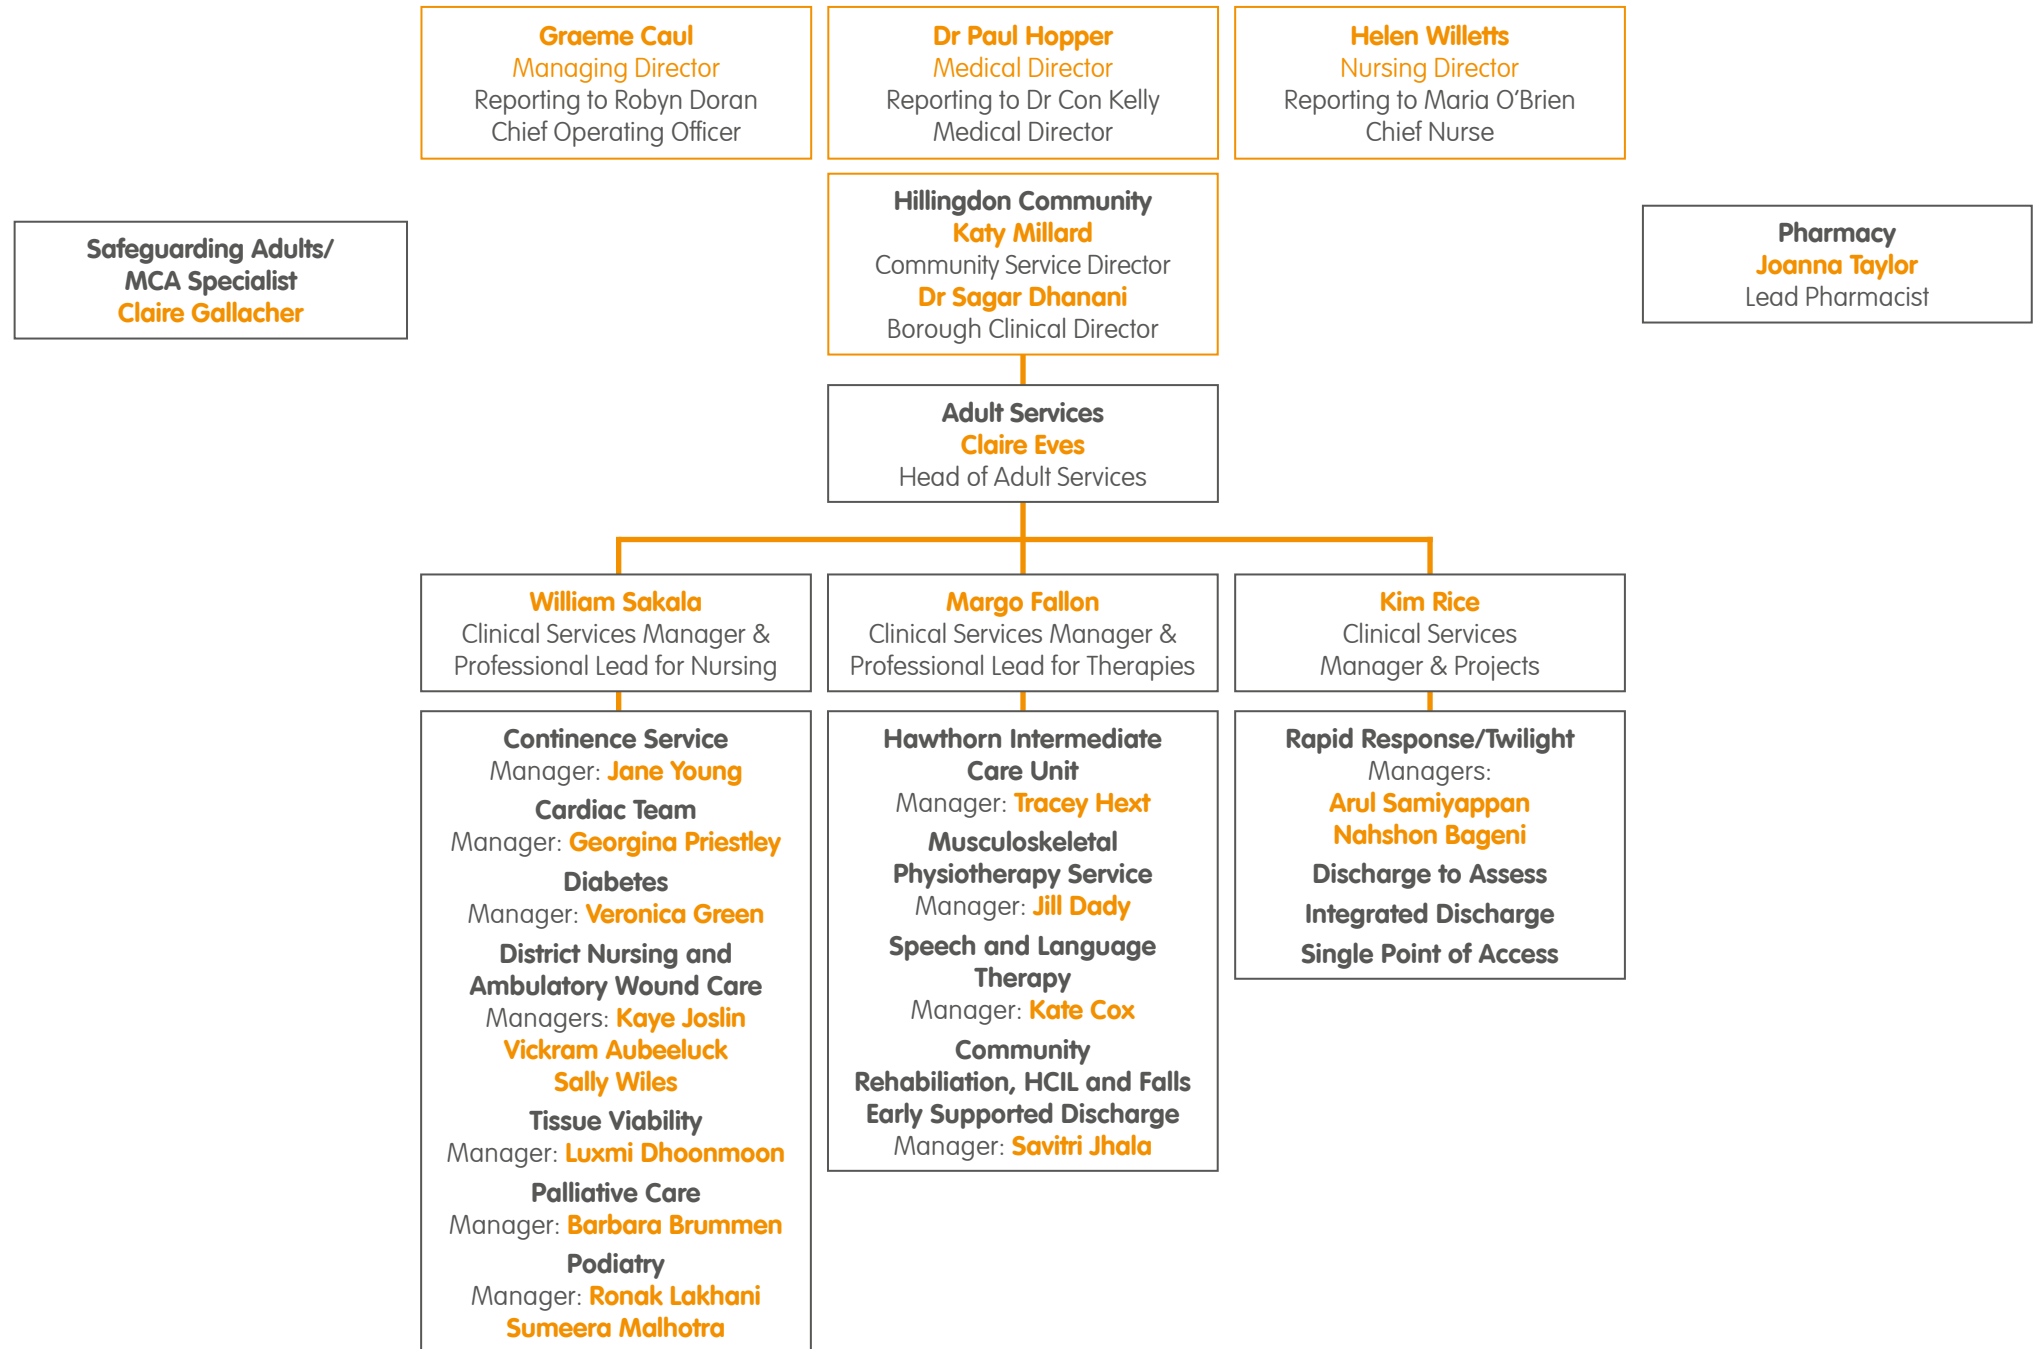 Graeme Caul
Managing Director
Reporting to Robyn Doran
Chief Operating Officer
Dr Paul Hopper
Medical Director
Reporting to Dr Con Kelly
Medical Director
Helen Willetts
Nursing Director
Reporting to Maria O’Brien
Chief Nurse
Safeguarding Adults/
MCA Specialist
Claire Gallacher
Hillingdon Community
Katy Millard
Community Service Director
Dr Sagar Dhanani
Borough Clinical Director
Pharmacy
Joanna Taylor
Lead Pharmacist
Adult Services
Claire Eves
Head of Adult Services
William Sakala
Clinical Services Manager &
Professional Lead for Nursing
Margo Fallon
Clinical Services Manager &
Professional Lead for Therapies
Kim Rice
Clinical Services
Manager & Projects
Continence Service
Manager: Jane Young
Cardiac Team
Manager: Georgina Priestley
Diabetes
Manager: Veronica Green
District Nursing and
Ambulatory Wound Care
Managers: Kaye Joslin
Vickram Aubeeluck
Sally Wiles
Tissue Viability
Manager: Luxmi Dhoonmoon
Palliative Care
Manager: Barbara Brummen
Podiatry
Manager: Ronak Lakhani
Sumeera Malhotra
Hawthorn Intermediate
Care Unit
Manager: Tracey Hext
Musculoskeletal
Physiotherapy Service
Manager: Jill Dady
Speech and Language
Therapy
Manager: Kate Cox
Community
Rehabiliation, HCIL and Falls
Early Supported Discharge
Manager: Savitri Jhala
Rapid Response/Twilight
Managers:
Arul Samiyappan
Nahshon Bageni
Discharge to Assess
Integrated Discharge
Single Point of Access